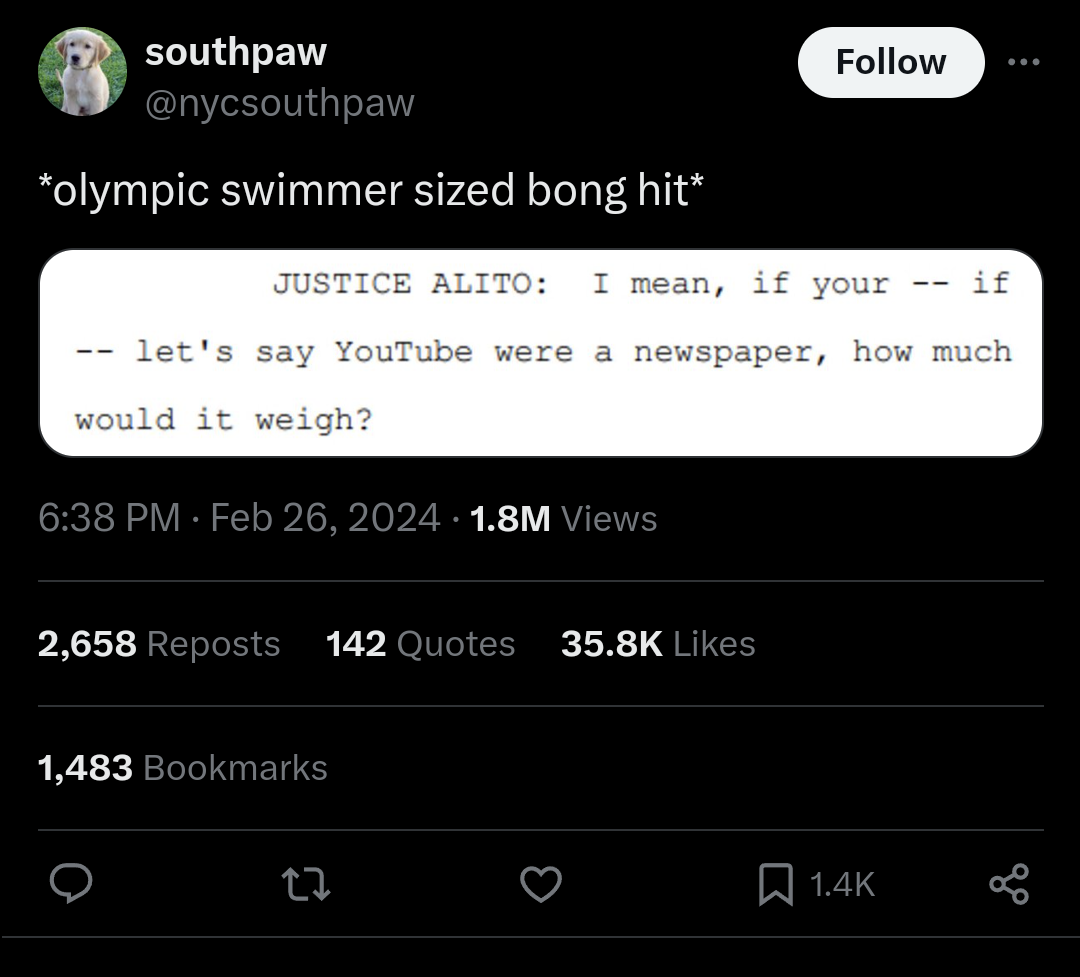 southpaw
@nycsouthpaw
Follow
*olympic swimmer sized bong hit*
JUSTICE ALITO: I mean, if your -- if
-- let's say YouTube were a newspaper, how much
would it weigh?
6:38 PM · Feb 26, 2024 · 1.8M Views
2,658 Reposts 142 Quotes 35.8K Likes
1,483 Bookmarks
1.4K